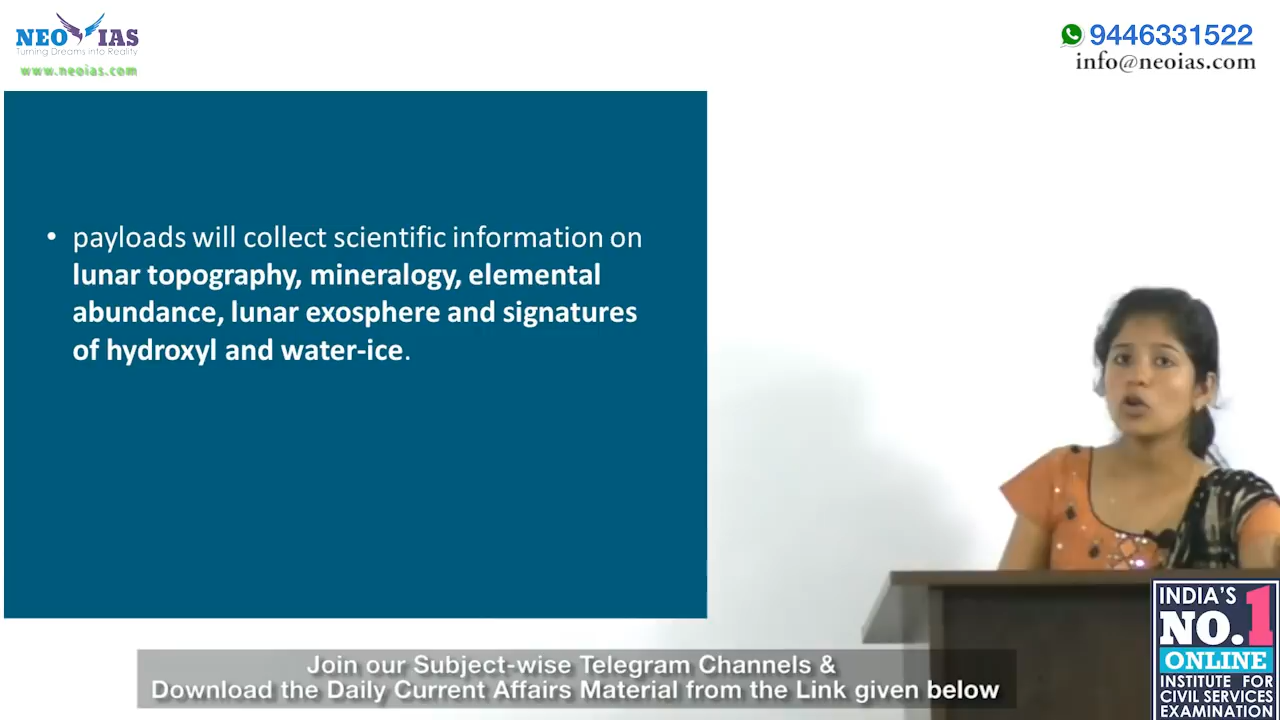 NEO IAS
Turning Dreams into Reality
www.neoias.com
9446331522
info@neoias.com
• payloads will collect scientific information on
lunar topography, mineralogy, elemental
abundance, lunar exosphere and signatures
of hydroxyl and water-ice.
INDIA'S
NO.1
ONLINE
INSTITUTE FOR
CIVIL SERVICES
EXAMINATION
Join our Subject-wise Telegram Channels &
Download the Daily Current Affairs Material from the Link given below